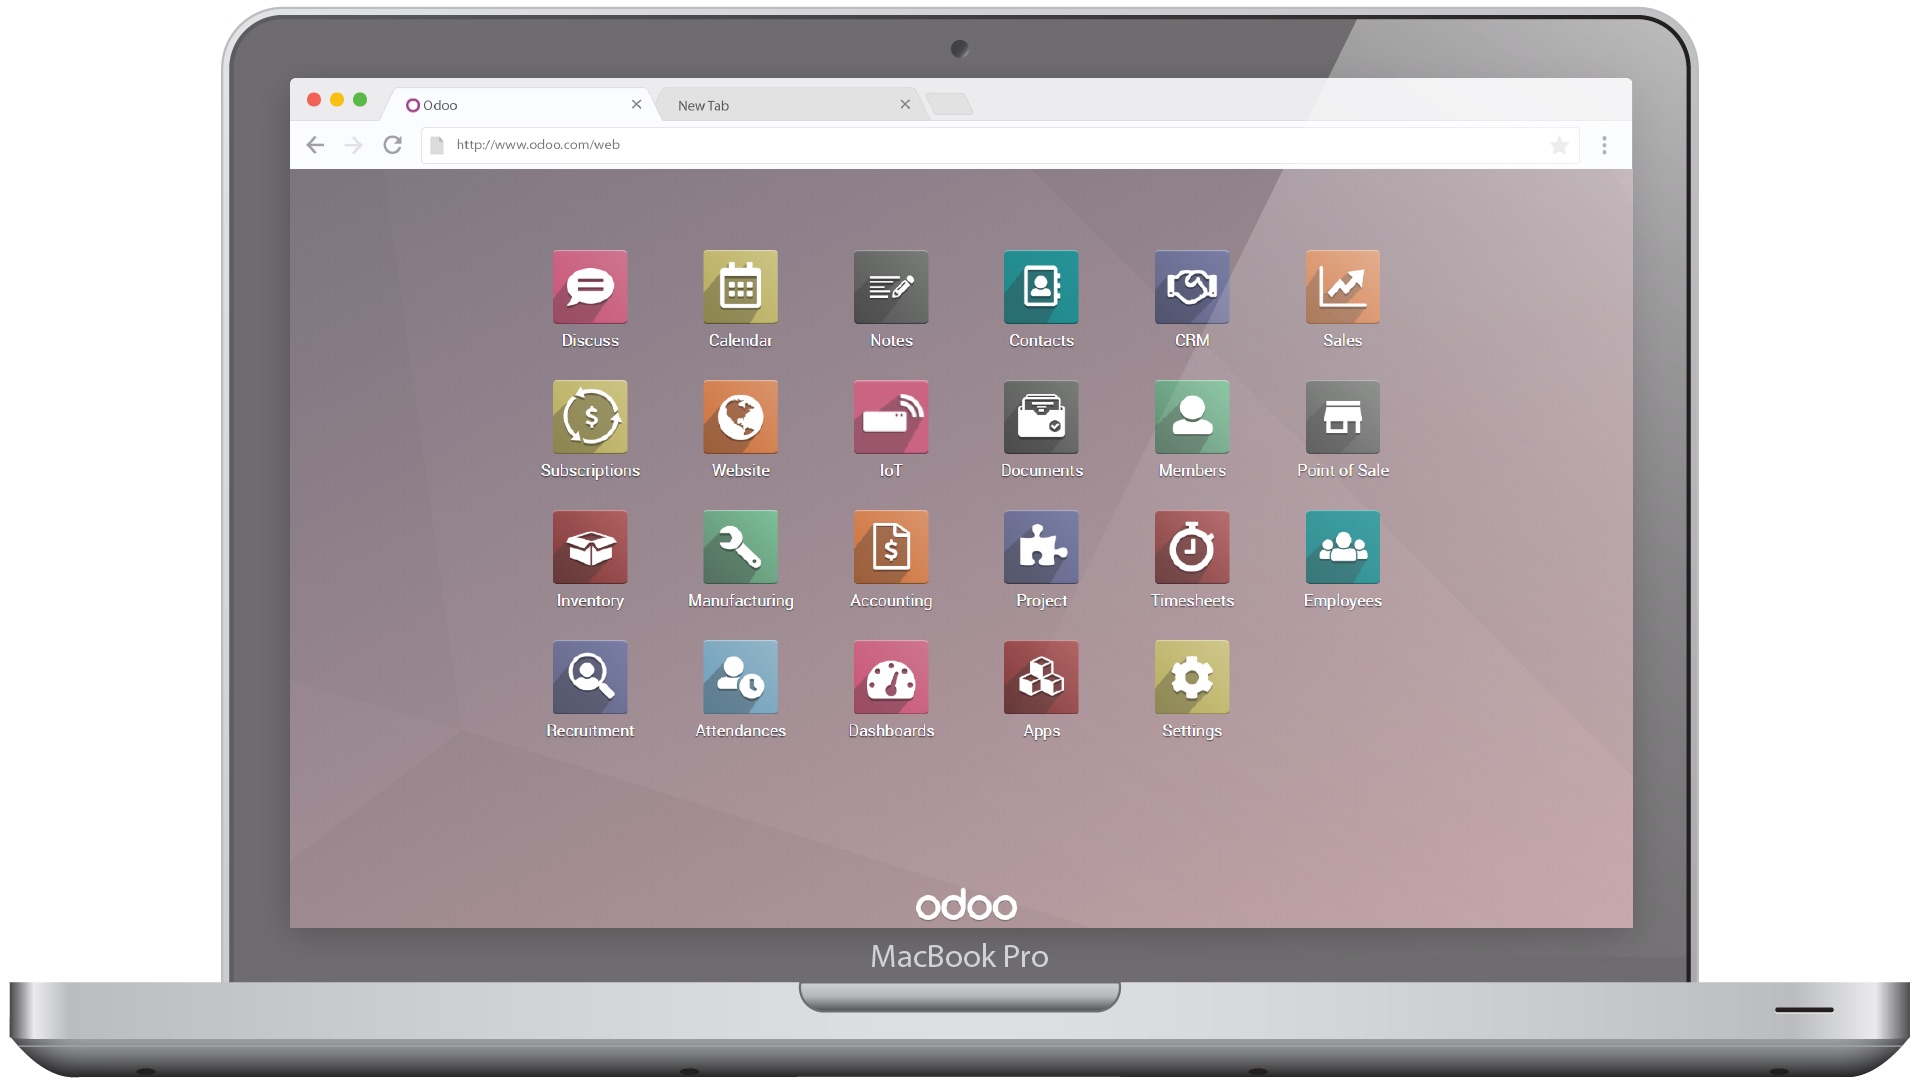 Odoo
New Tab
http://www.odoo.com/web
Discuss
Calendar
Notes
Contacts
CRM
Sales
$
Subscriptions
Website
IoT
Documents
Members
Point of Sale
Inventory
Manufacturing
$
Accounting
Project
Timesheets
Employees
Recruitment
Attendances
Dashboards
Apps
Settings
odoo
MacBook Pro